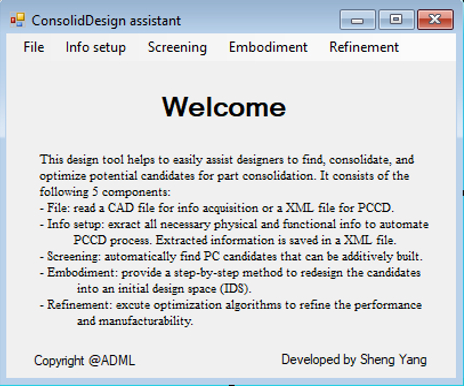 ConsolidDesign assistant
File Info setup Screening Embodiment Refinement
Welcome
This design tool helps to easily assist designers to find, consolidate, and
optimize potential candidates for part consolidation. It consists of the
following 5 components:
- File: read a CAD file for info acquisition or a XML file for PCCD.
- Info setup: exract all necessary physical and functional info to automate
PCCD process. Extracted information is saved in a XML file.
- Screening: automatically find PC candidates that can be additively built.
- Embodiment: provide a step-by-step method to redesign the candidates
into an initial design space (IDS).
- Refinement: excute optimization algorithms to refine the performance
and manufacturability.
Copyright @ADML Developed by Sheng Yang